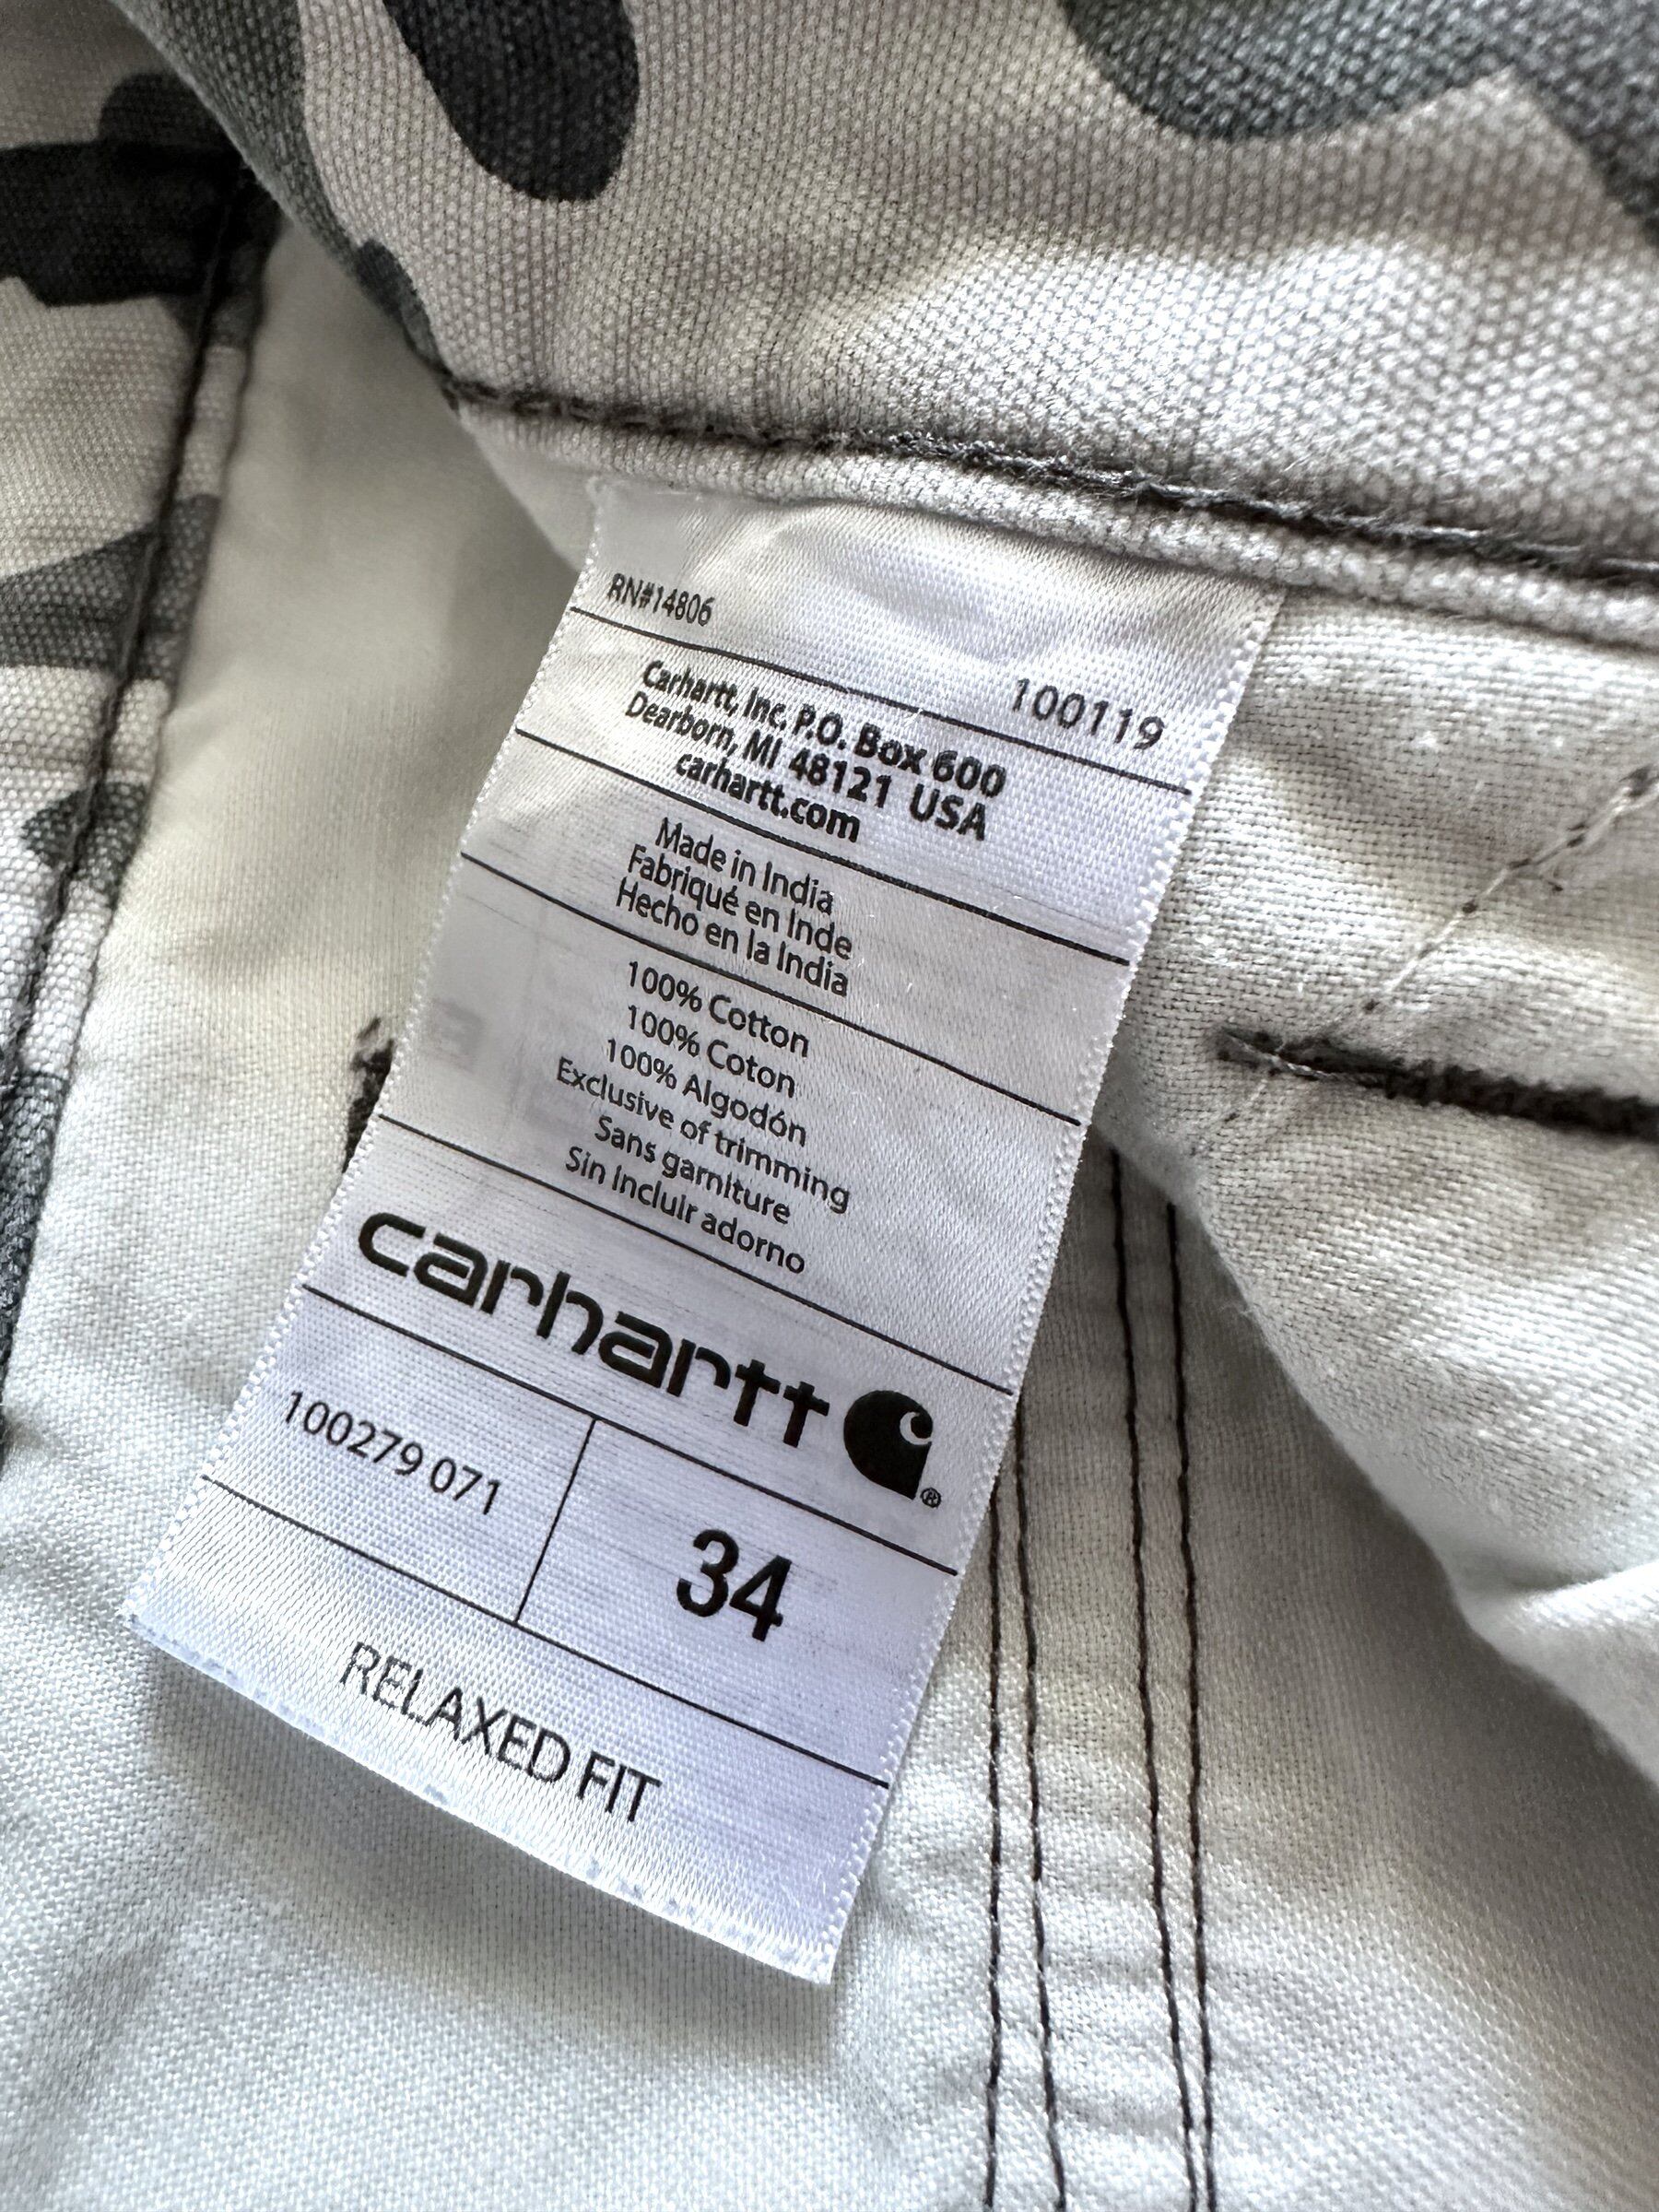 RN#14806
100119
Carhartt, Inc. P.O. Box 600
Dearborn, MI 48121 USA
carhartt.com
Made in India
Fabriqué en Inde
Hecho en la India
100% Cotton
100% Coton
100% Algodón
Exclusive of trimming
Sans garniture
Sin incluir adorno
carhartt ®
100279 071
34
RELAXED FIT